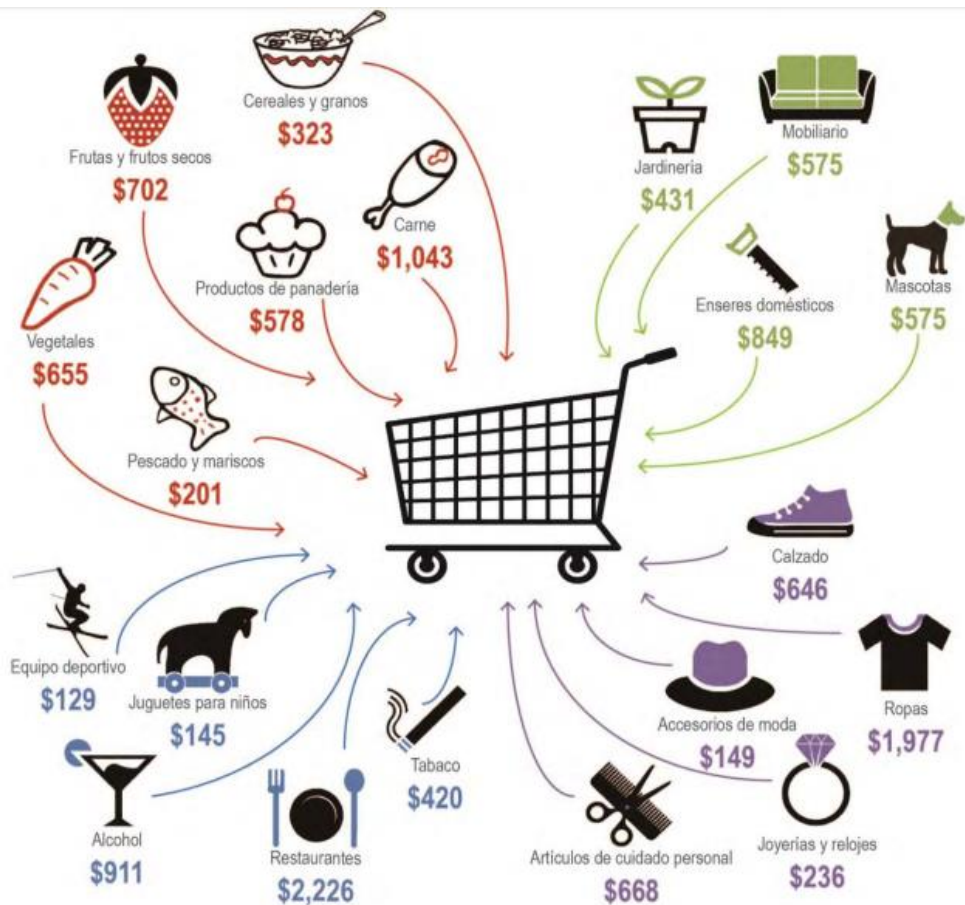 Cereales y granos
$323
Frutas y frutos secos
$702
Carne
$1,043
Productos de panadería
$578
Vegetales
$655
Pescado y mariscos
$201
Jardinería
$431
Mobiliario
$575
Enseres domésticos
$849
Mascotas
$575
Equipo deportivo
$129
Juguetes para niños
$145
Alcohol
$911
Restaurantes
$2,226
Tabaco
$420
Calzado
$646
Ropas
$1,977
Accesorios de moda
$149
Artículos de cuidado personal
$668
Joyerías y relojes
$236